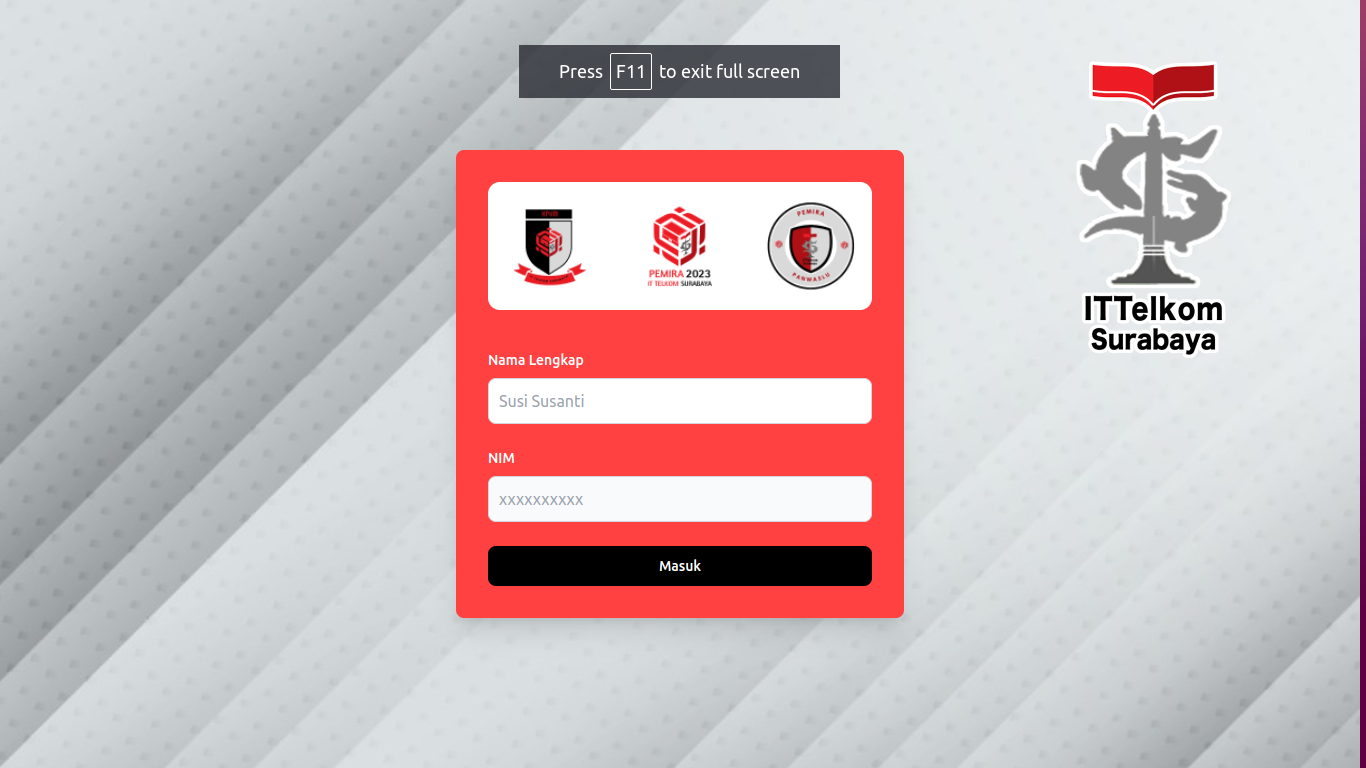 Press F11 to exit full screen
ITTelkom
Surabaya
PEMIRA 2023
IT TELKOM SURABAYA
PEMIRA
PANWASLU
Nama Lengkap
Susi Susanti
NIM
xxxxxxxxxx
Masuk